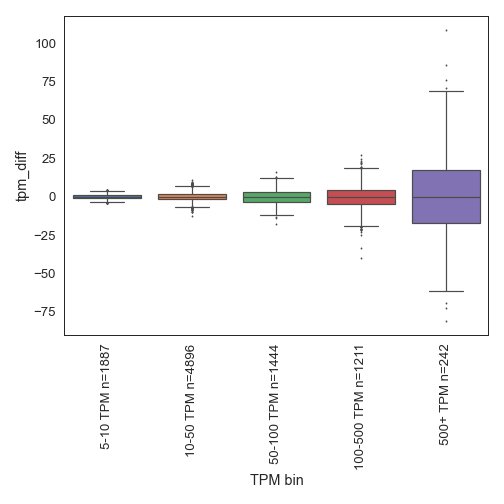 100
75
50
25
0
−25
−50
−75
tpm_diff
5-10 TPM n=1887
10-50 TPM n=4896
50-100 TPM n=1444
100-500 TPM n=1211
500+ TPM n=242
TPM bin